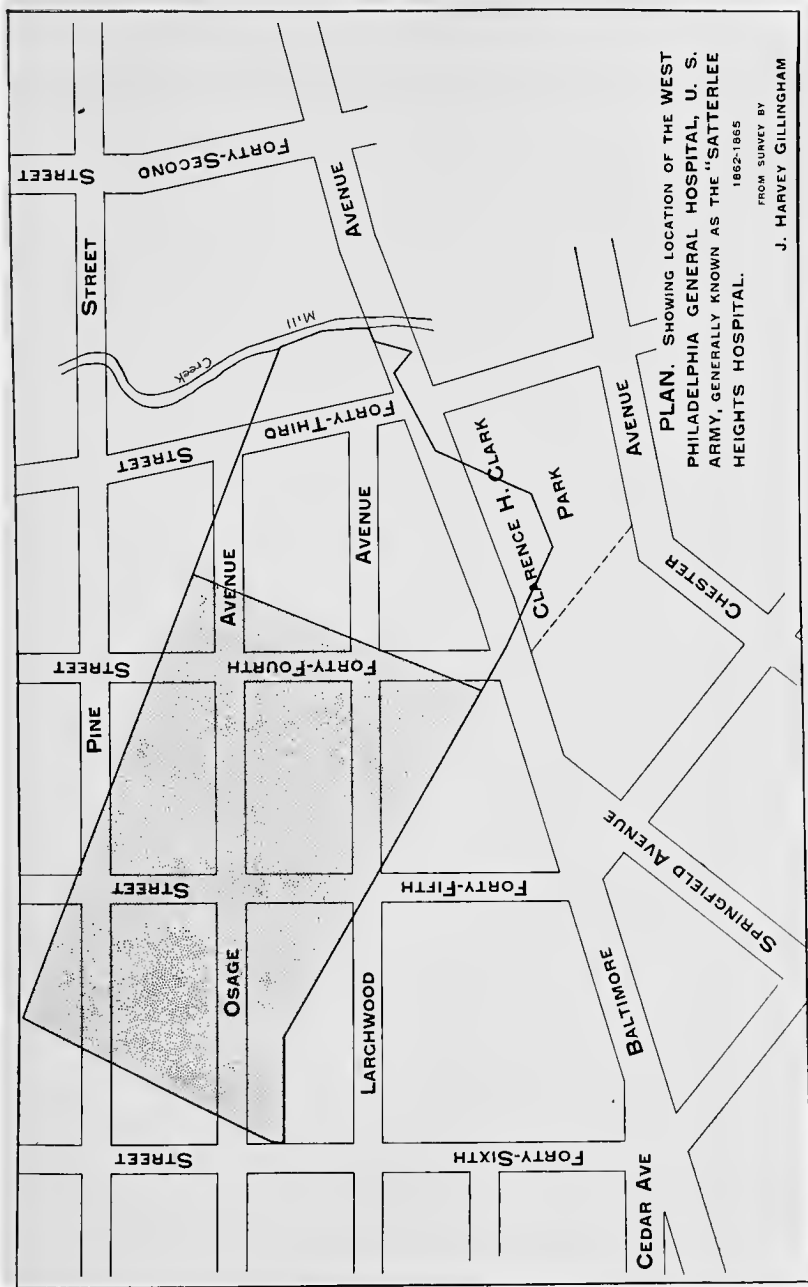 PLAN. SHOWING LOCATION OF THE WEST
PHILADELPHIA GENERAL HOSPITAL, U. S.
ARMY, GENERALLY KNOWN AS THE "SATTERLEE
HEIGHTS HOSPITAL. 1862-1865
FROM SURVEY BY
J. HARVEY GILLINGHAM
PINE STREET
OSAGE AVENUE
LARCHWOOD AVENUE
BALTIMORE AVENUE
CEDAR AVE
CHESTER AVENUE
SPRINGFIELD AVENUE
FORTY-SECOND STREET
FORTY-THIRD STREET
FORTY-FOURTH STREET
FORTY-FIFTH STREET
FORTY-SIXTH STREET
Mill Creek
CLARENCE H. CLARK
PARK